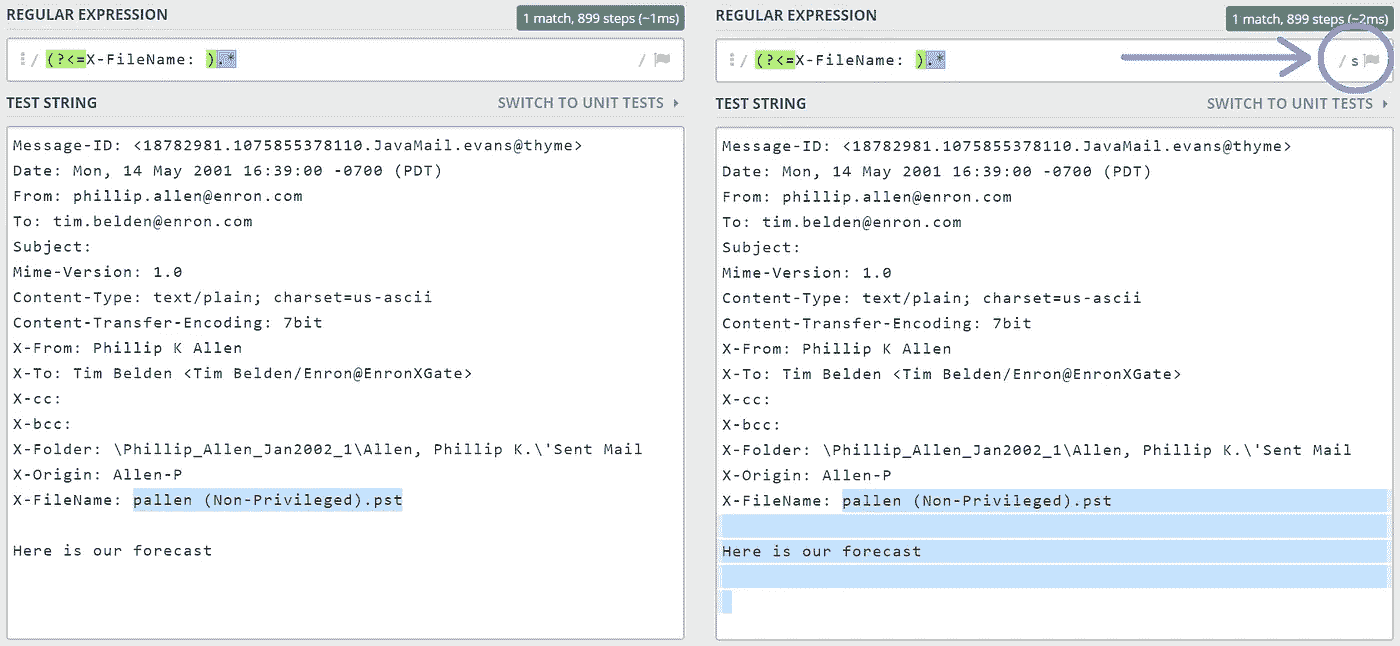 REGULAR EXPRESSION
1 match, 899 steps (~1ms)
/ (?<=X-FileName: ).* /
TEST STRING
SWITCH TO UNIT TESTS
Message-ID: <18782981.1075855378110.JavaMail.evans@thyme>
Date: Mon, 14 May 2001 16:39:00 -0700 (PDT)
From: phillip.allen@enron.com
To: tim.belden@enron.com
Subject:
Mime-Version: 1.0
Content-Type: text/plain; charset=us-ascii
Content-Transfer-Encoding: 7bit
X-From: Phillip K Allen
X-To: Tim Belden <Tim Belden/Enron@EnronXGate>
X-cc:
X-bcc:
X-Folder: \Phillip_Allen_Jan2002_1\Allen, Phillip K.\'Sent Mail
X-Origin: Allen-P
X-FileName: pallen (Non-Privileged).pst
Here is our forecast
REGULAR EXPRESSION
1 match, 899 steps (~2ms)
/ (?<=X-FileName: ).* / s
TEST STRING
SWITCH TO UNIT TESTS
Message-ID: <18782981.1075855378110.JavaMail.evans@thyme>
Date: Mon, 14 May 2001 16:39:00 -0700 (PDT)
From: phillip.allen@enron.com
To: tim.belden@enron.com
Subject:
Mime-Version: 1.0
Content-Type: text/plain; charset=us-ascii
Content-Transfer-Encoding: 7bit
X-From: Phillip K Allen
X-To: Tim Belden <Tim Belden/Enron@EnronXGate>
X-cc:
X-bcc:
X-Folder: \Phillip_Allen_Jan2002_1\Allen, Phillip K.\'Sent Mail
X-Origin: Allen-P
X-FileName: pallen (Non-Privileged).pst
Here is our forecast